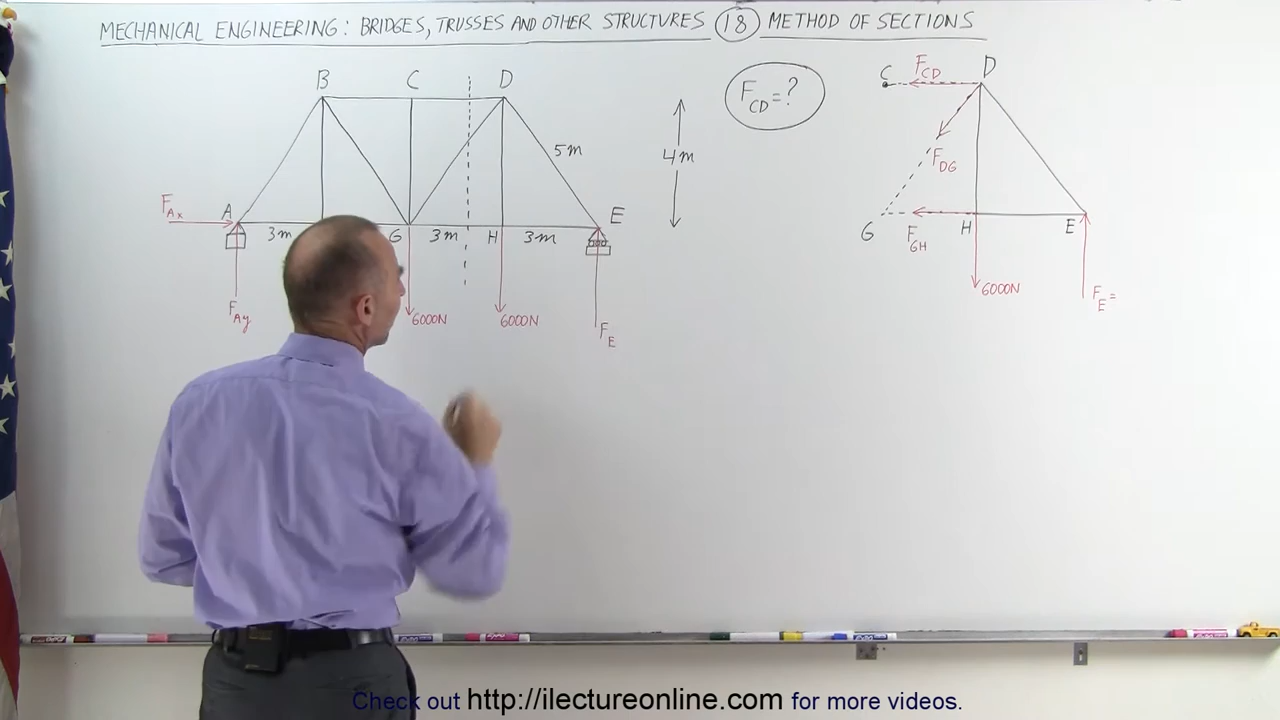 MECHANICAL ENGINEERING: BRIDGES, TRUSSES AND OTHER STRUCTURES 18 METHOD OF SECTIONS
B C D
5m
4m
F_CD = ?
F_Ax
A
3m G 3m H 3m E
F_Ay
6000N 6000N
F_E
C F_CD D
F_DG
G F_GH H E
6000N
F_E =
Check out http://ilectureonline.com for more videos.